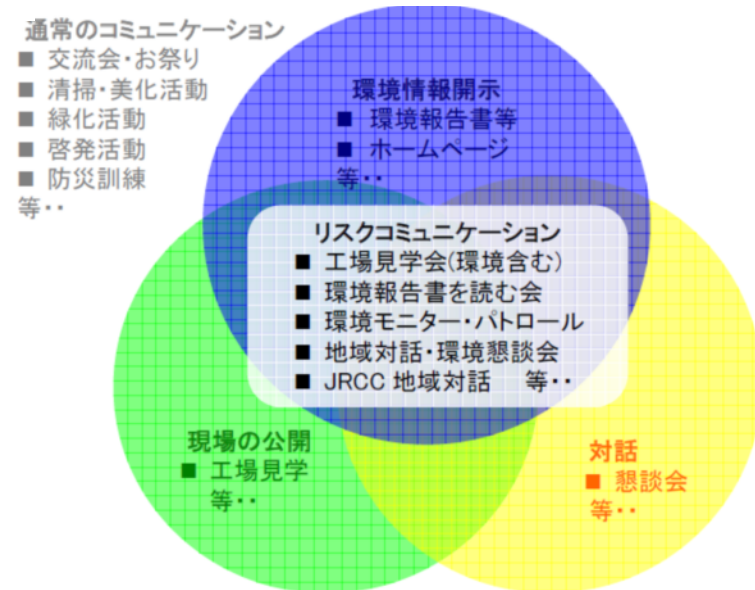 通常のコミュニケーション
■ 交流会・お祭り
■ 清掃・美化活動
■ 緑化活動
■ 啓発活動
■ 防災訓練
等・・
環境情報開示
■ 環境報告書等
■ ホームページ
等・・
リスクコミュニケーション
■ 工場見学会(環境含む)
■ 環境報告書を読む会
■ 環境モニター・パトロール
■ 地域対話・環境懇談会
■ JRCC 地域対話　等・・
現場の公開
■ 工場見学
等・・
対話
■ 懇談会
等・・